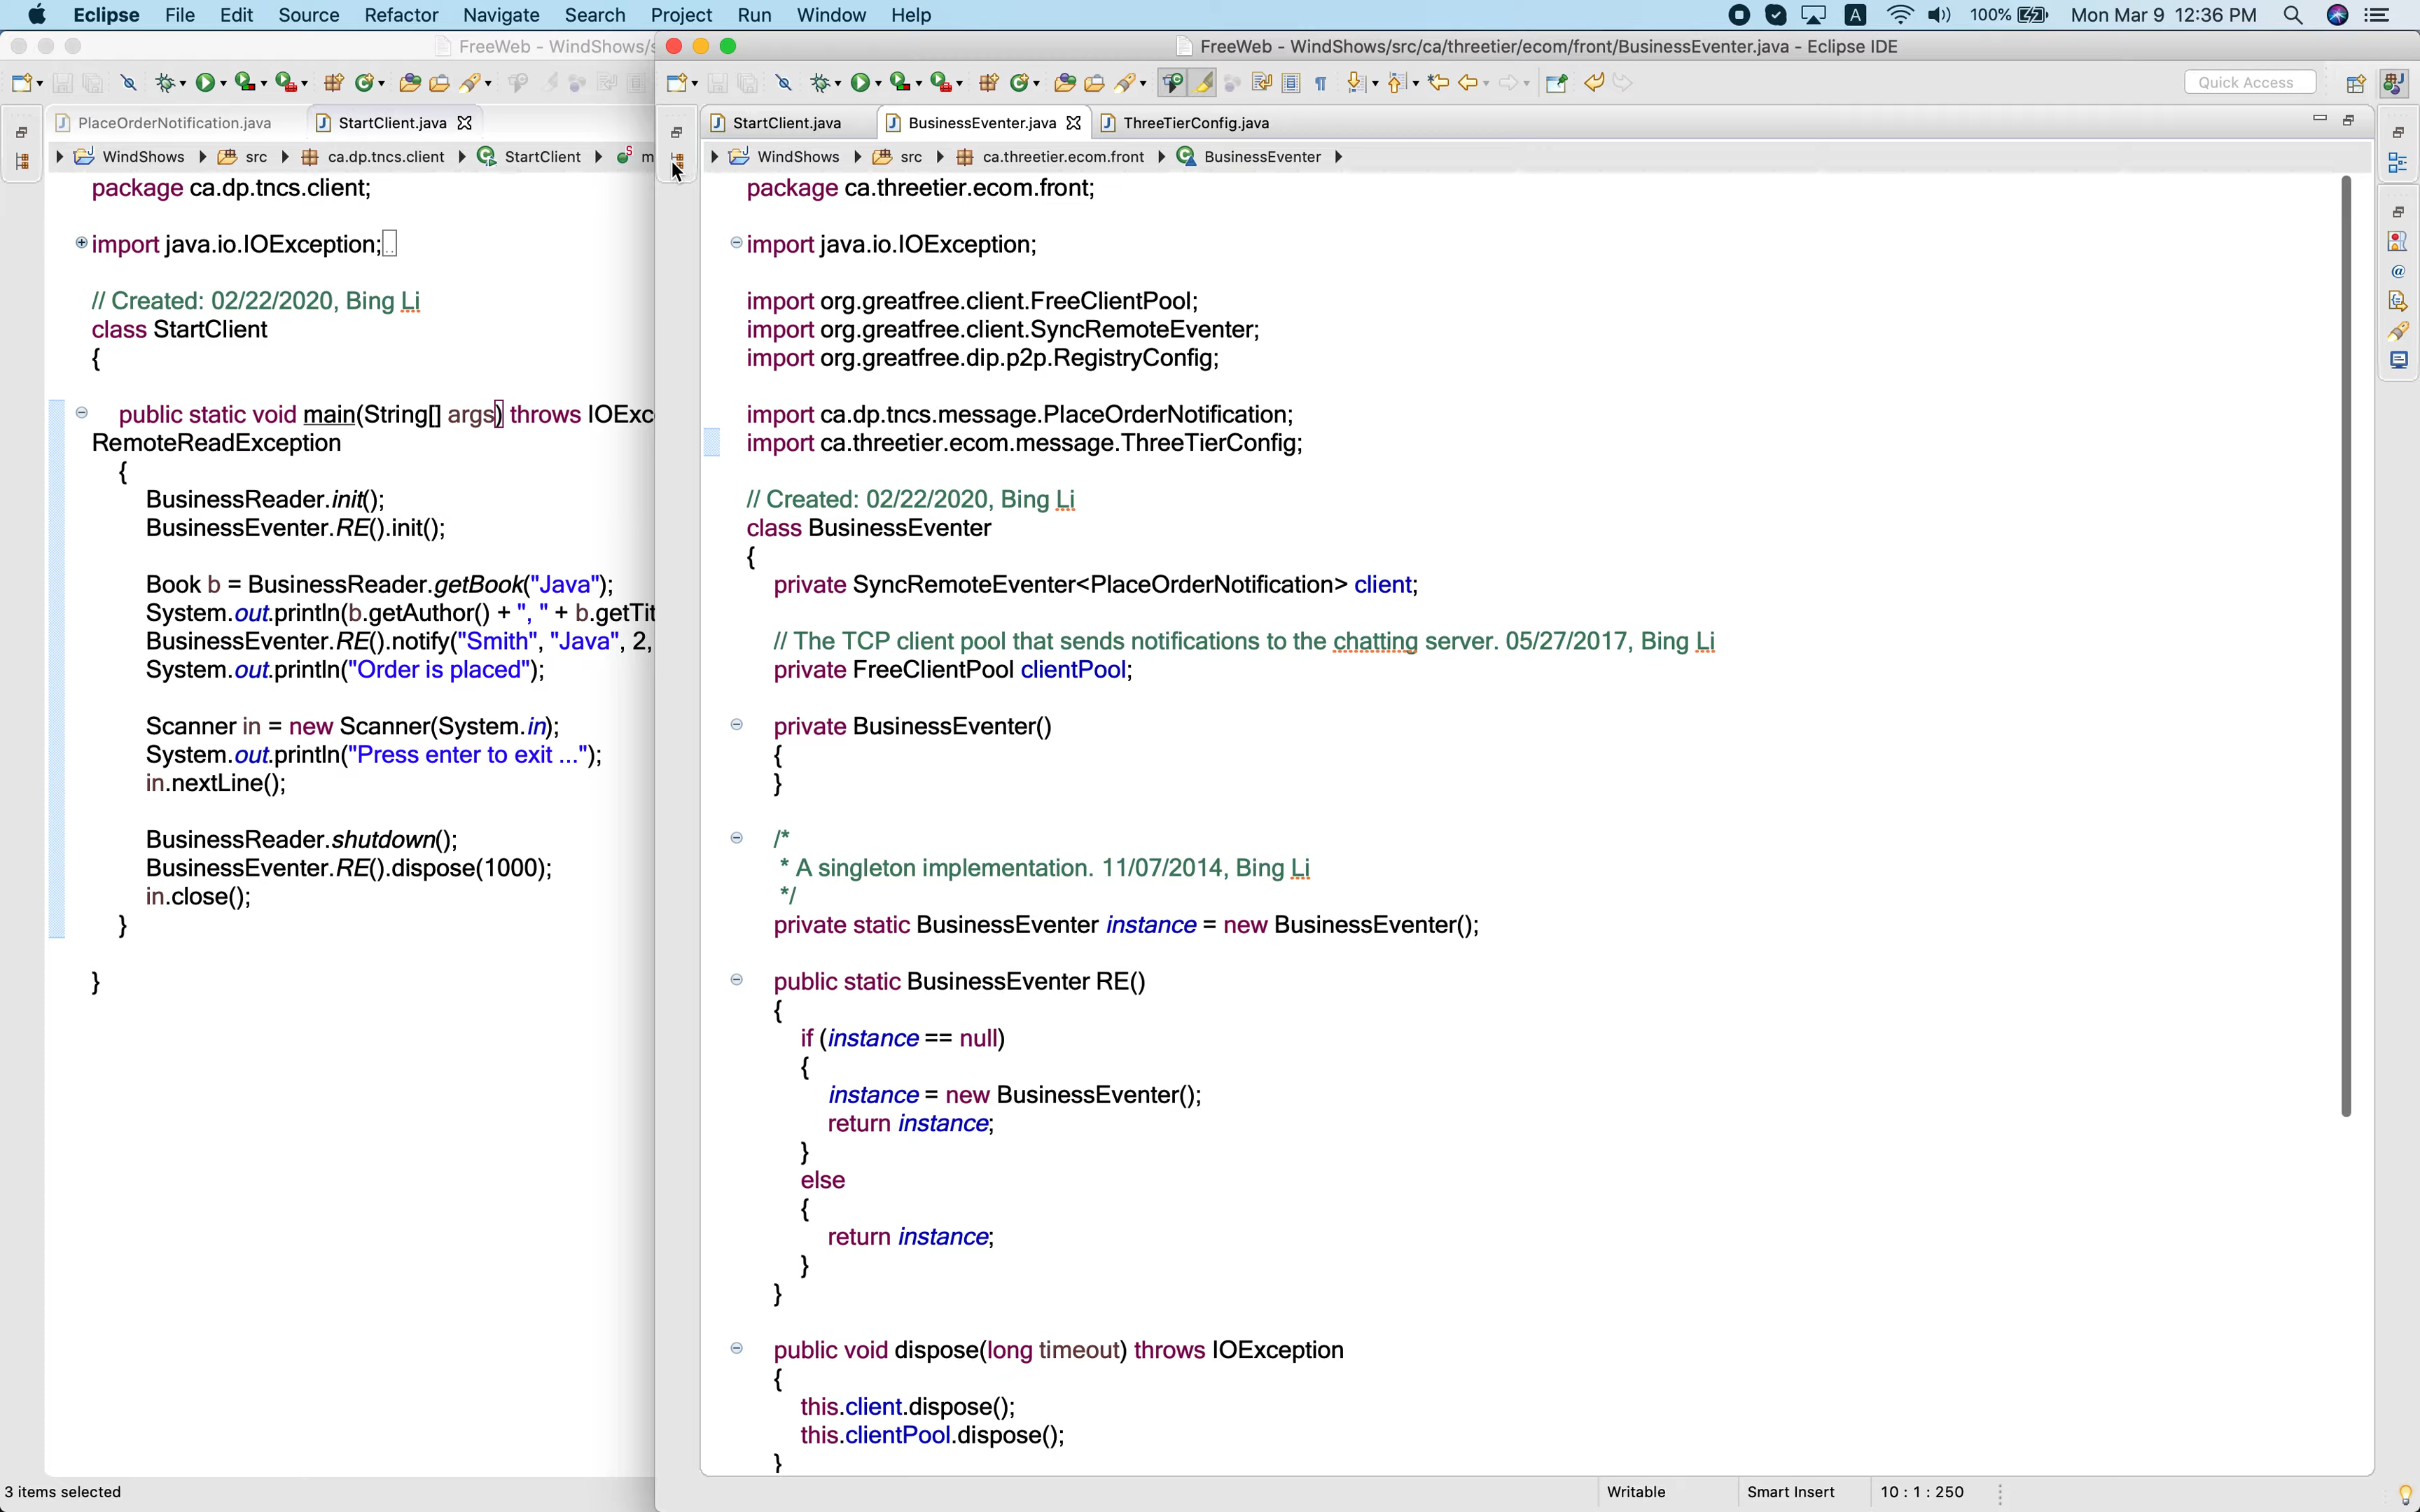 Eclipse File Edit Source Refactor Navigate Search Project Run Window Help A 100% Mon Mar 9 12:36 PM
FreeWeb - WindShows/s
PlaceOrderNotification.java StartClient.java
WindShows src ca.dp.tncs.client StartClient m
package ca.dp.tncs.client;
import java.io.IOException;
// Created: 02/22/2020, Bing Li
class StartClient
{
public static void main(String[] args) throws IOExc
RemoteReadException
{
BusinessReader.init();
BusinessEventer.RE().init();
Book b = BusinessReader.getBook("Java");
System.out.println(b.getAuthor() + ", " + b.getTit
BusinessEventer.RE().notify("Smith", "Java", 2,
System.out.println("Order is placed");
Scanner in = new Scanner(System.in);
System.out.println("Press enter to exit ...");
in.nextLine();
BusinessReader.shutdown();
BusinessEventer.RE().dispose(1000);
in.close();
}
}
3 items selected
FreeWeb - WindShows/src/ca/threetier/ecom/front/BusinessEventer.java - Eclipse IDE
Quick Access
StartClient.java BusinessEventer.java ThreeTierConfig.java
WindShows src ca.threetier.ecom.front BusinessEventer
package ca.threetier.ecom.front;
import java.io.IOException;
import org.greatfree.client.FreeClientPool;
import org.greatfree.client.SyncRemoteEventer;
import org.greatfree.dip.p2p.RegistryConfig;
import ca.dp.tncs.message.PlaceOrderNotification;
import ca.threetier.ecom.message.ThreeTierConfig;
// Created: 02/22/2020, Bing Li
class BusinessEventer
{
private SyncRemoteEventer<PlaceOrderNotification> client;
// The TCP client pool that sends notifications to the chatting server. 05/27/2017, Bing Li
private FreeClientPool clientPool;
private BusinessEventer()
{
}
/*
* A singleton implementation. 11/07/2014, Bing Li
*/
private static BusinessEventer instance = new BusinessEventer();
public static BusinessEventer RE()
{
if (instance == null)
{
instance = new BusinessEventer();
return instance;
}
else
{
return instance;
}
}
public void dispose(long timeout) throws IOException
{
this.client.dispose();
this.clientPool.dispose();
}
Writable Smart Insert 10 : 1 : 250